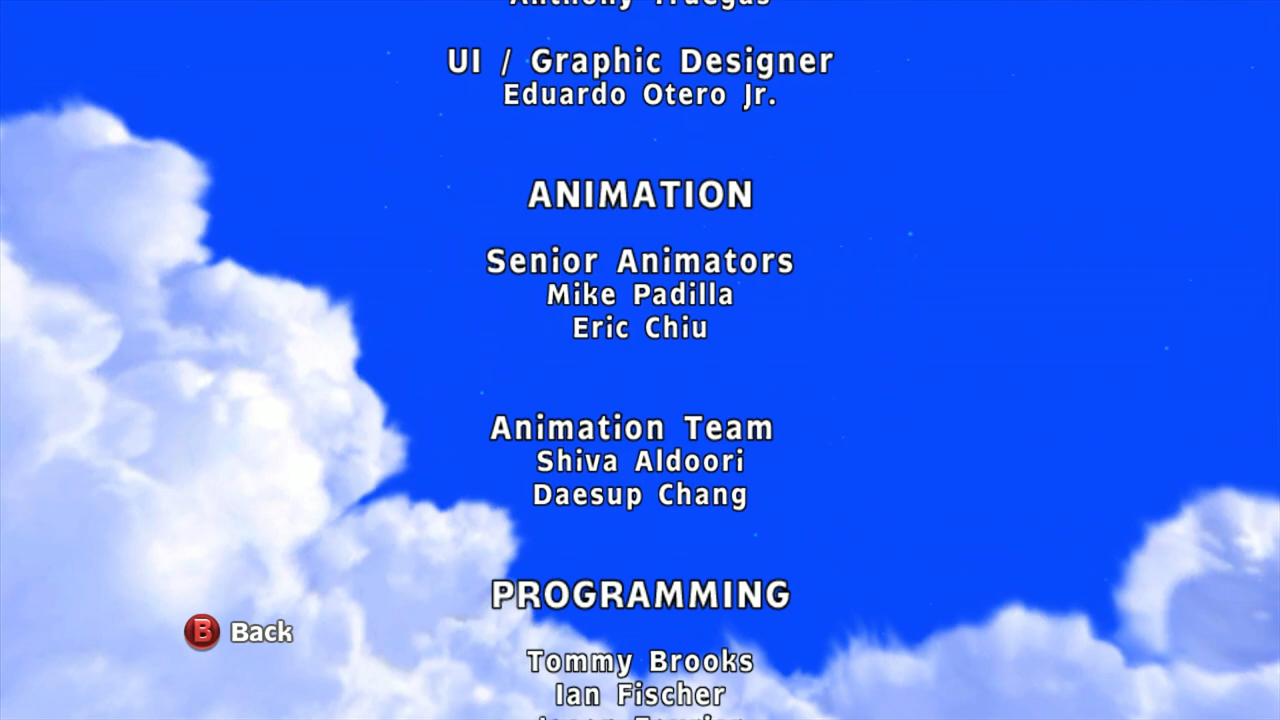 Anthony
UI / Graphic Designer
Eduardo Otero Jr.
ANIMATION
Senior Animators
Mike Padilla
Eric Chiu
Animation Team
Shiva Aldoori
Daesup Chang
PROGRAMMING
B Back
Tommy Brooks
Ian Fischer